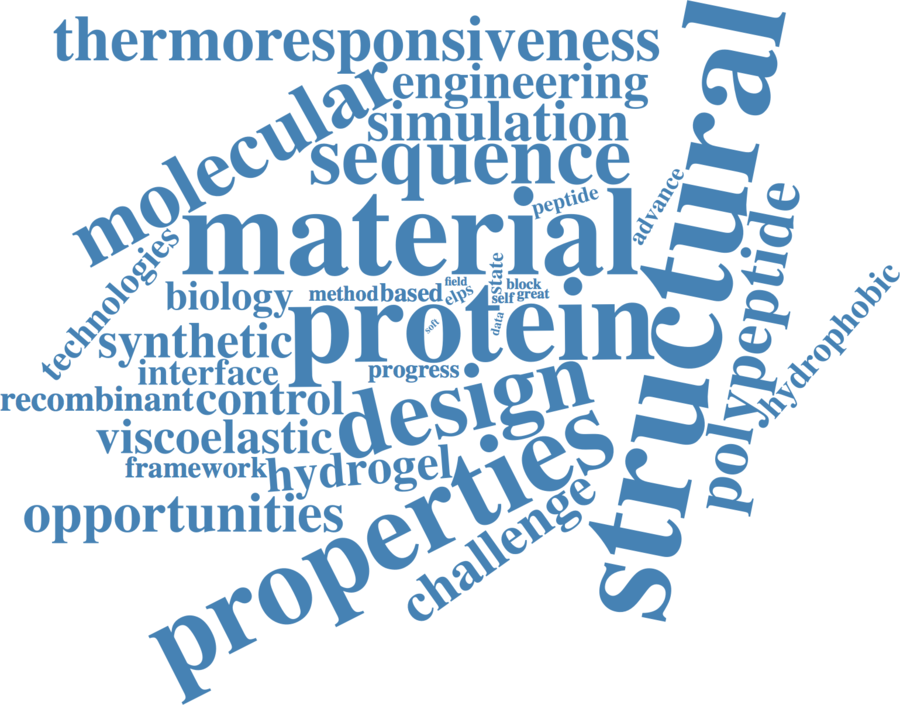 thermoresponsiveness
engineering
molecular
simulation
sequence
structural
peptide
advance
material
polypeptide
technologies
hydrophobic
biology
method
based
field
elps
state
block
self
great
data
soft
protein
synthetic
interface
progress
recombinant
control
design
viscoelastic
framework
hydrogel
properties
opportunities
challenge